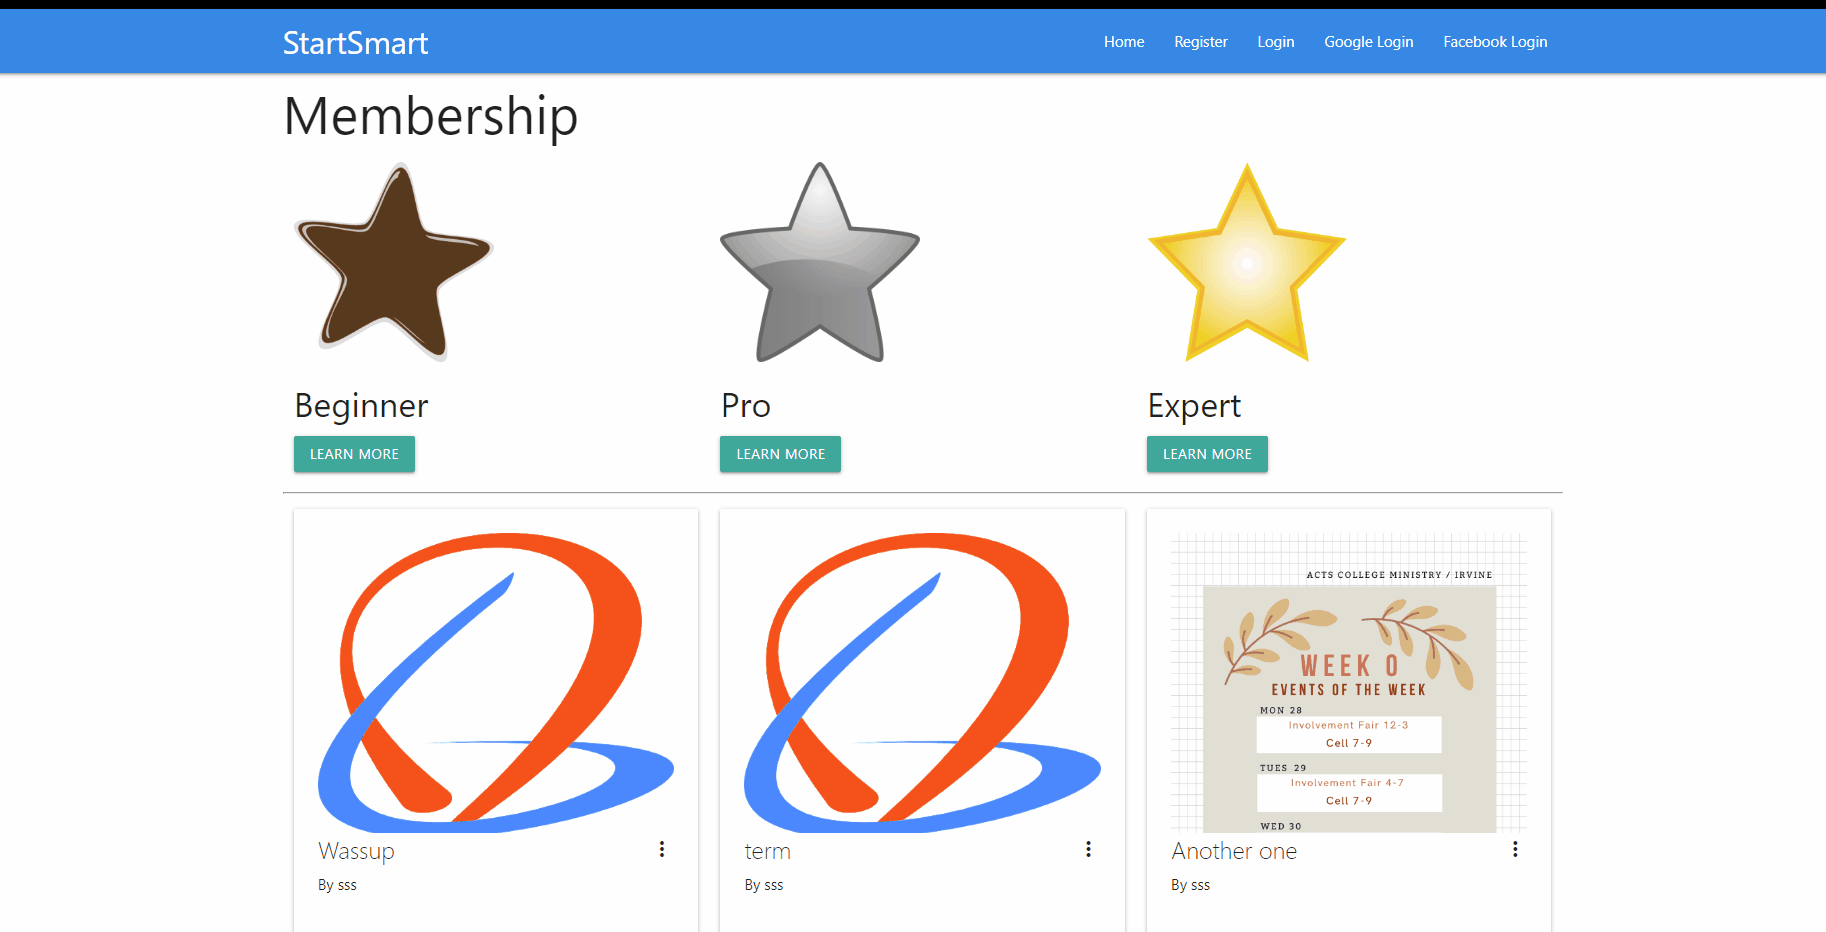 StartSmart
Home Register Login Google Login Facebook Login
Membership
Beginner Pro Expert
LEARN MORE LEARN MORE LEARN MORE
ACTS COLLEGE MINISTRY / IRVINE
WEEK 0
EVENTS OF THE WEEK
MON 28
Involvement Fair 12-3
Cell 7-9
TUES 29
Involvement Fair 4-7
Cell 7-9
WED 30
Wassup term Another one
By sss By sss By sss